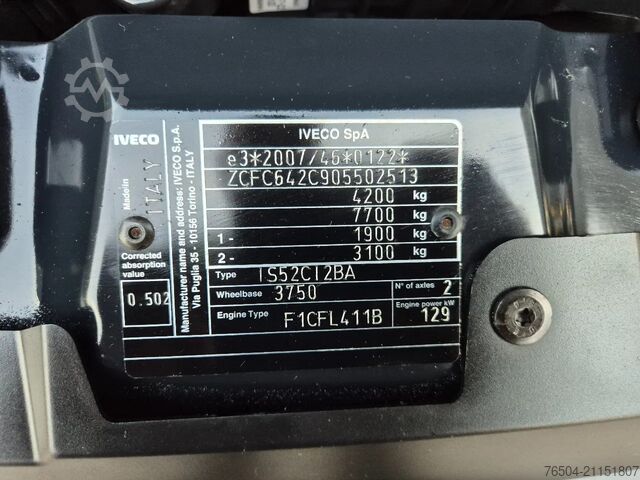 IVECO
IVECO SpA
Made in
ITALY
Corrected
absorption
value
0.502
Manufacturer name and address: IVECO S.p.A.
Via Puglia 35 - 10156 Torino - ITALY
e3*2007/46*0122*
ZCFC642C905502513
4200 kg
7700 kg
1 - 1900 kg
2 - 3100 kg
Type IS52CI2BA
Wheelbase 3750 N° of axles 2
Engine Type F1CFL411B Engine power kW 129
76504-21151807